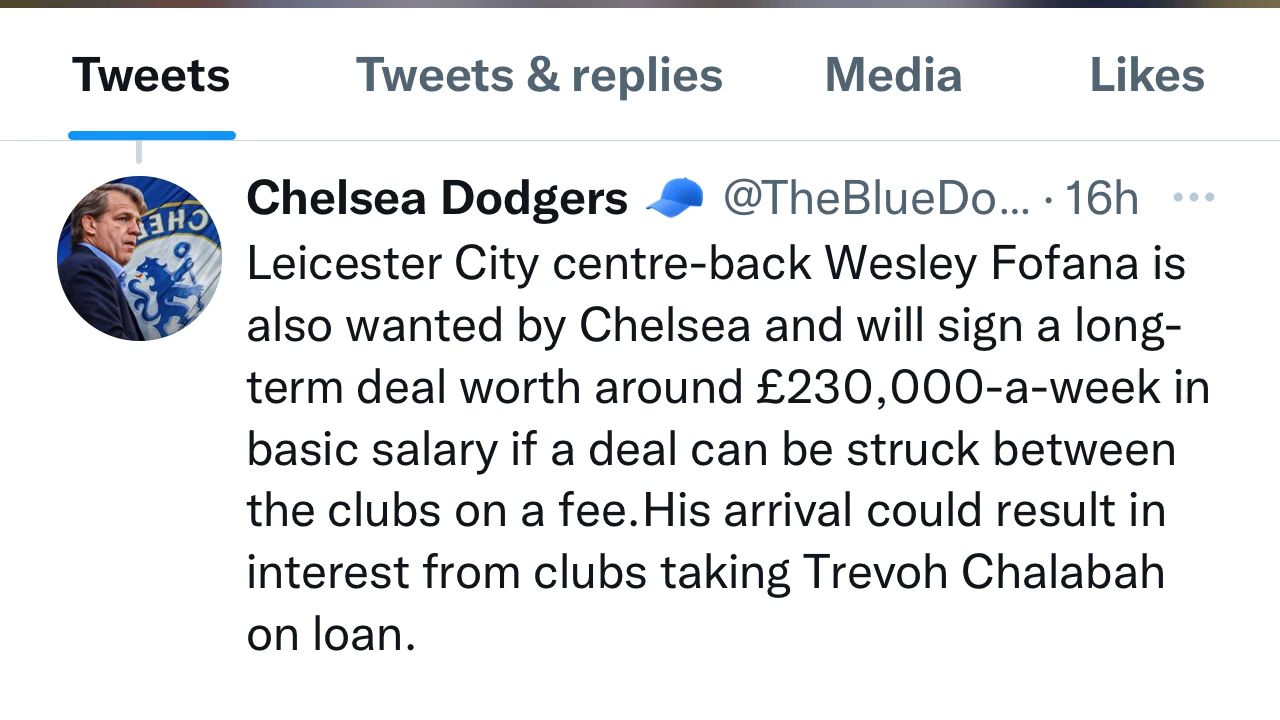 Tweets Tweets & replies Media Likes
Chelsea Dodgers 🧢 @TheBlueDo... · 16h ...
Leicester City centre-back Wesley Fofana is
also wanted by Chelsea and will sign a long-
term deal worth around £230,000-a-week in
basic salary if a deal can be struck between
the clubs on a fee.His arrival could result in
interest from clubs taking Trevoh Chalabah
on loan.
CHEL